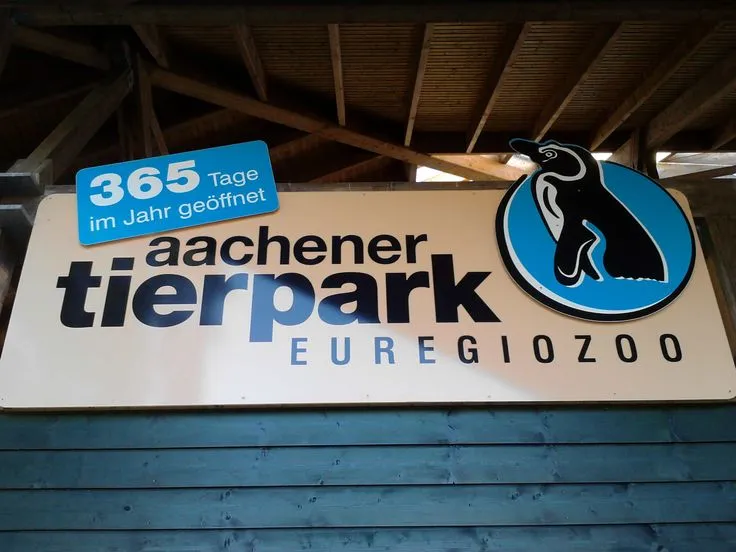 365 Tage
im Jahr geöffnet
aachener
tierpark
EUREGIOZOO